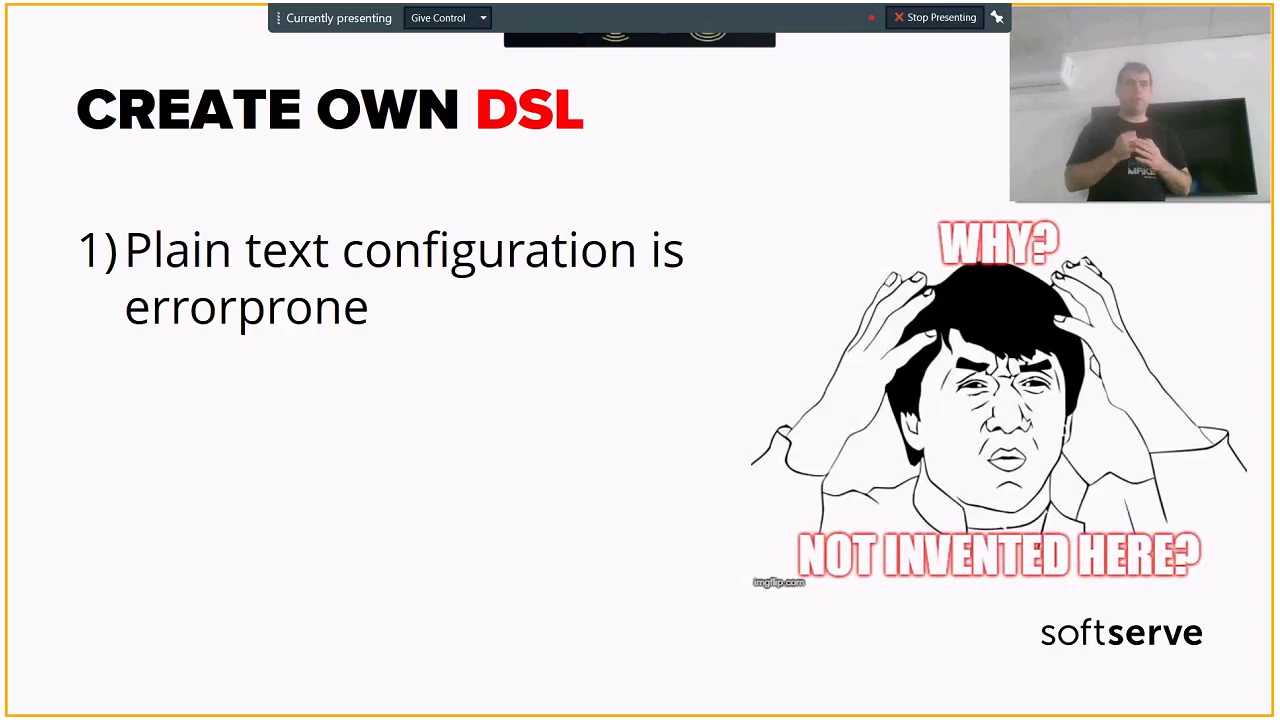 Currently presenting
Give Control
Stop Presenting
CREATE OWN DSL
1) Plain text configuration is
errorprone
WHY?
NOT INVENTED HERE?
imgflip.com
softserve
MAKE